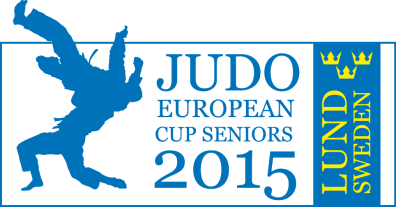 JUDO
EUROPEAN
CUP SENIORS
2015
LUND
SWEDEN